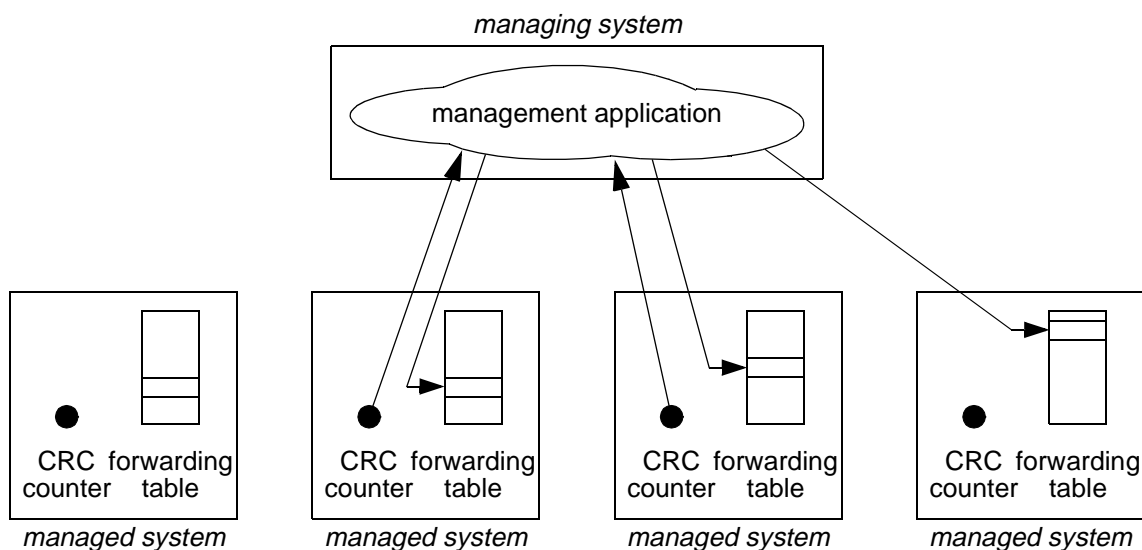 managing system
management application
CRC forwarding
counter table
managed system
CRC forwarding
counter table
managed system
CRC forwarding
counter table
managed system
CRC forwarding
counter table
managed system